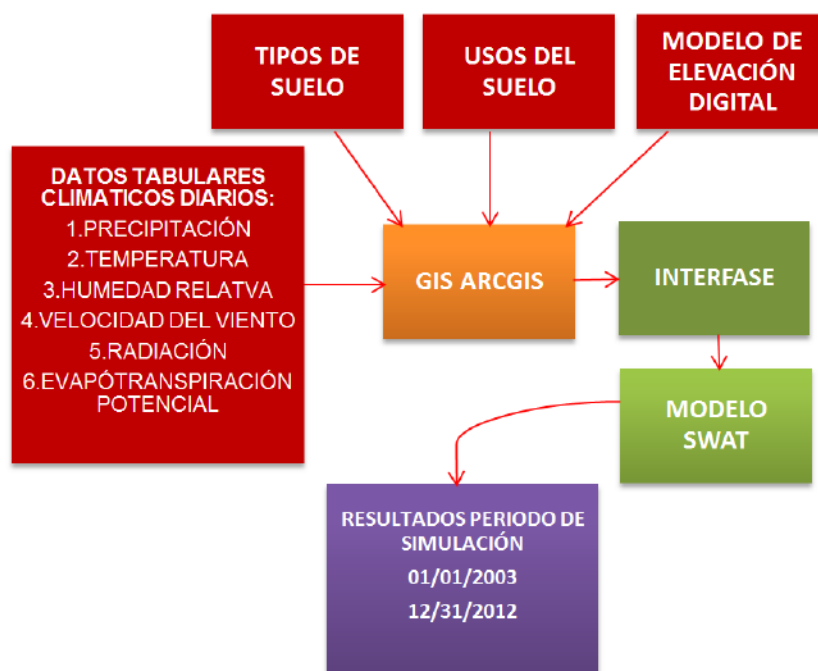 TIPOS DE
SUELO
USOS DEL
SUELO
MODELO DE
ELEVACIÓN
DIGITAL
DATOS TABULARES
CLIMATICOS DIARIOS:
1.PRECIPITACIÓN
2.TEMPERATURA
3.HUMEDAD RELATVA
4.VELOCIDAD DEL VIENTO
5.RADIACIÓN
6.EVAPÓTRANSPIRACIÓN
POTENCIAL
GIS ARCGIS
INTERFASE
MODELO
SWAT
RESULTADOS PERIODO DE
SIMULACIÓN
01/01/2003
12/31/2012